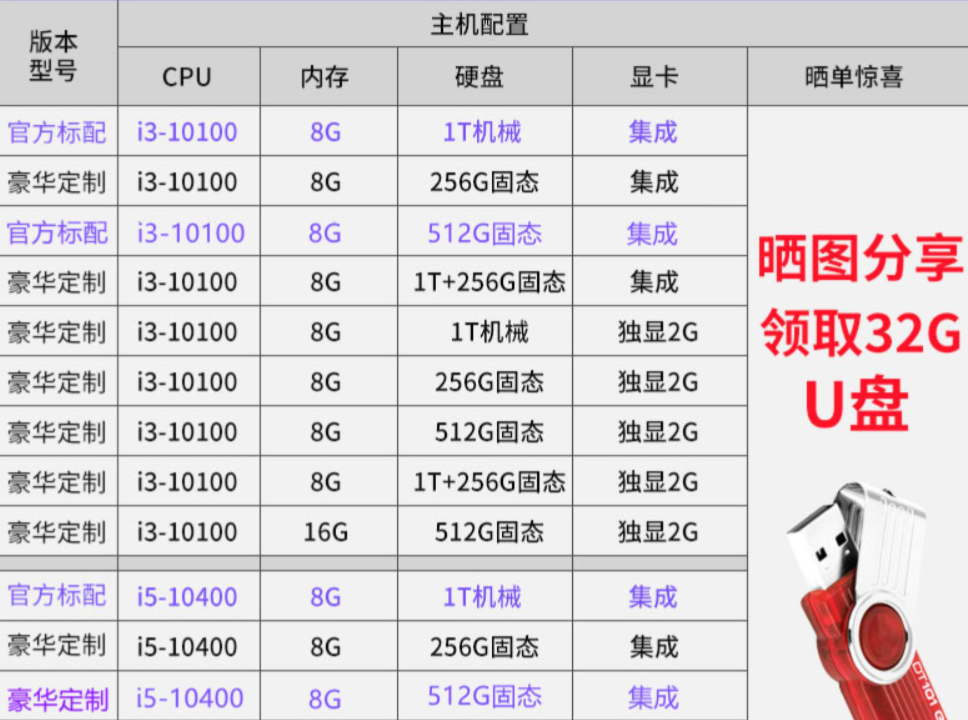 主机配置
版本
型号
CPU 内存 硬盘 显卡 晒单惊喜
官方标配 i3-10100 8G 1T机械 集成
豪华定制 i3-10100 8G 256G固态 集成
官方标配 i3-10100 8G 512G固态 集成
豪华定制 i3-10100 8G 1T+256G固态 集成
豪华定制 i3-10100 8G 1T机械 独显2G
豪华定制 i3-10100 8G 256G固态 独显2G
豪华定制 i3-10100 8G 512G固态 独显2G
豪华定制 i3-10100 8G 1T+256G固态 独显2G
豪华定制 i3-10100 16G 512G固态 独显2G
官方标配 i5-10400 8G 1T机械 集成
豪华定制 i5-10400 8G 256G固态 集成
豪华定制 i5-10400 8G 512G固态 集成
晒图分享
领取32G
U盘
DT101